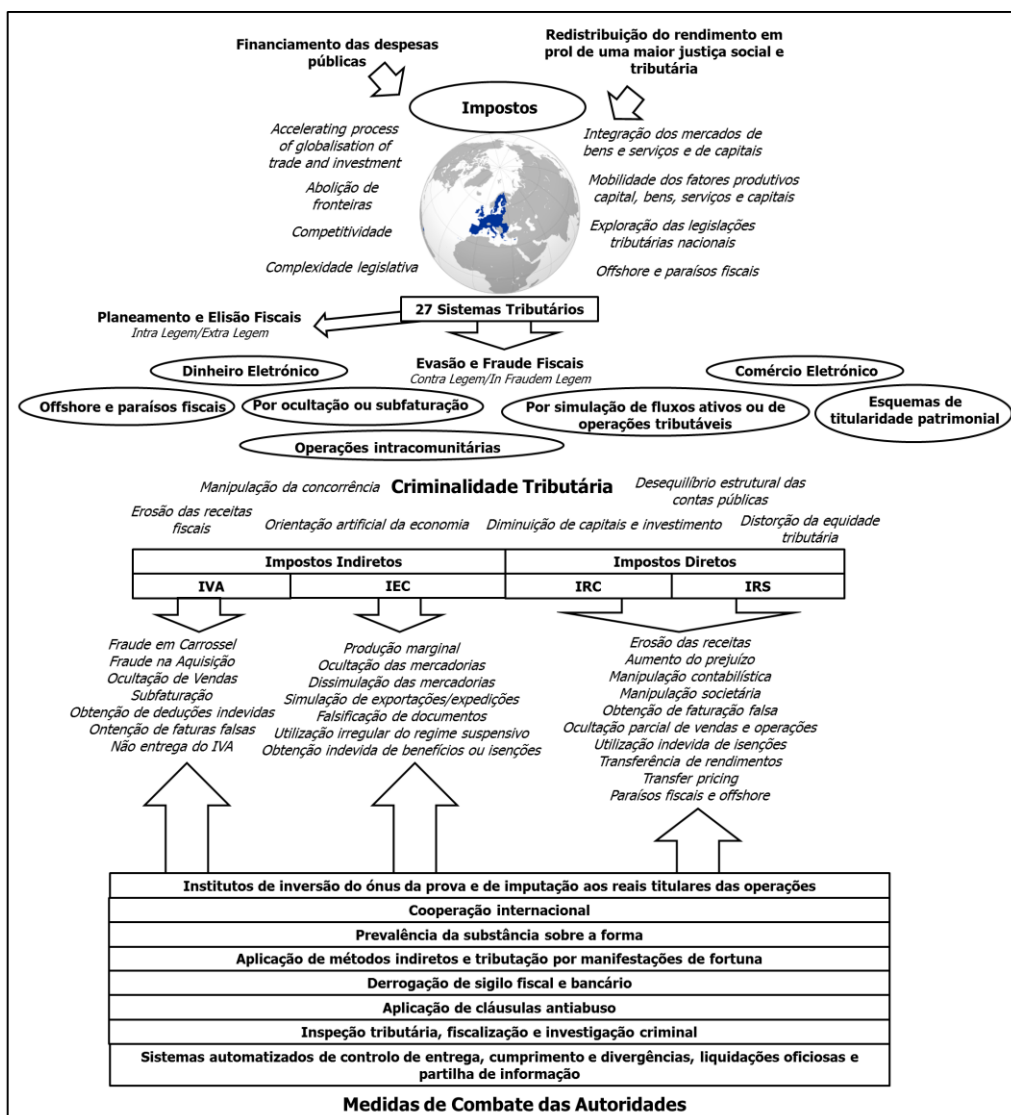 Financiamento das despesas
públicas
Redistribuição do rendimento em
prol de uma maior justiça social e
tributária
Impostos
Accelerating process
of globalisation of
trade and investment
Abolição de
fronteiras
Competitividade
Complexidade legislativa
Integração dos mercados de
bens e serviços e de capitais
Mobilidade dos fatores produtivos
capital, bens, serviços e capitais
Exploração das legislações
tributárias nacionais
Offshore e paraísos fiscais
27 Sistemas Tributários
Planeamento e Elisão Fiscais
Intra Legem/Extra Legem
Evasão e Fraude Fiscais
Contra Legem/In Fraudem Legem
Dinheiro Eletrónico
Comércio Eletrónico
Offshore e paraísos fiscais
Por ocultação ou subfaturação
Por simulação de fluxos ativos ou de
operações tributáveis
Esquemas de
titularidade patrimonial
Operações intracomunitárias
Manipulação da concorrência
Criminalidade Tributária
Desequilíbrio estrutural das
contas públicas
Erosão das receitas
fiscais
Orientação artificial da economia
Diminuição de capitais e investimento
Distorção da equidade
tributária
Impostos Indiretos
Impostos Diretos
IVA
IEC
IRC
IRS
Fraude em Carrossel
Fraude na Aquisição
Ocultação de Vendas
Subfaturação
Obtenção de deduções indevidas
Ontenção de faturas falsas
Não entrega do IVA
Produção marginal
Ocultação das mercadorias
Dissimulação das mercadorias
Simulação de exportações/expedições
Falsificação de documentos
Utilização irregular do regime suspensivo
Obtenção indevida de benefícios ou isenções
Erosão das receitas
Aumento do prejuízo
Manipulação contabilística
Manipulação societária
Obtenção de faturação falsa
Ocultação parcial de vendas e operações
Utilização indevida de isenções
Transferência de rendimentos
Transfer pricing
Paraísos fiscais e offshore
Institutos de inversão do ónus da prova e de imputação aos reais titulares das operações
Cooperação internacional
Prevalência da substância sobre a forma
Aplicação de métodos indiretos e tributação por manifestações de fortuna
Derrogação de sigilo fiscal e bancário
Aplicação de cláusulas antiabuso
Inspeção tributária, fiscalização e investigação criminal
Sistemas automatizados de controlo de entrega, cumprimento e divergências, liquidações oficiosas e
partilha de informação
Medidas de Combate das Autoridades